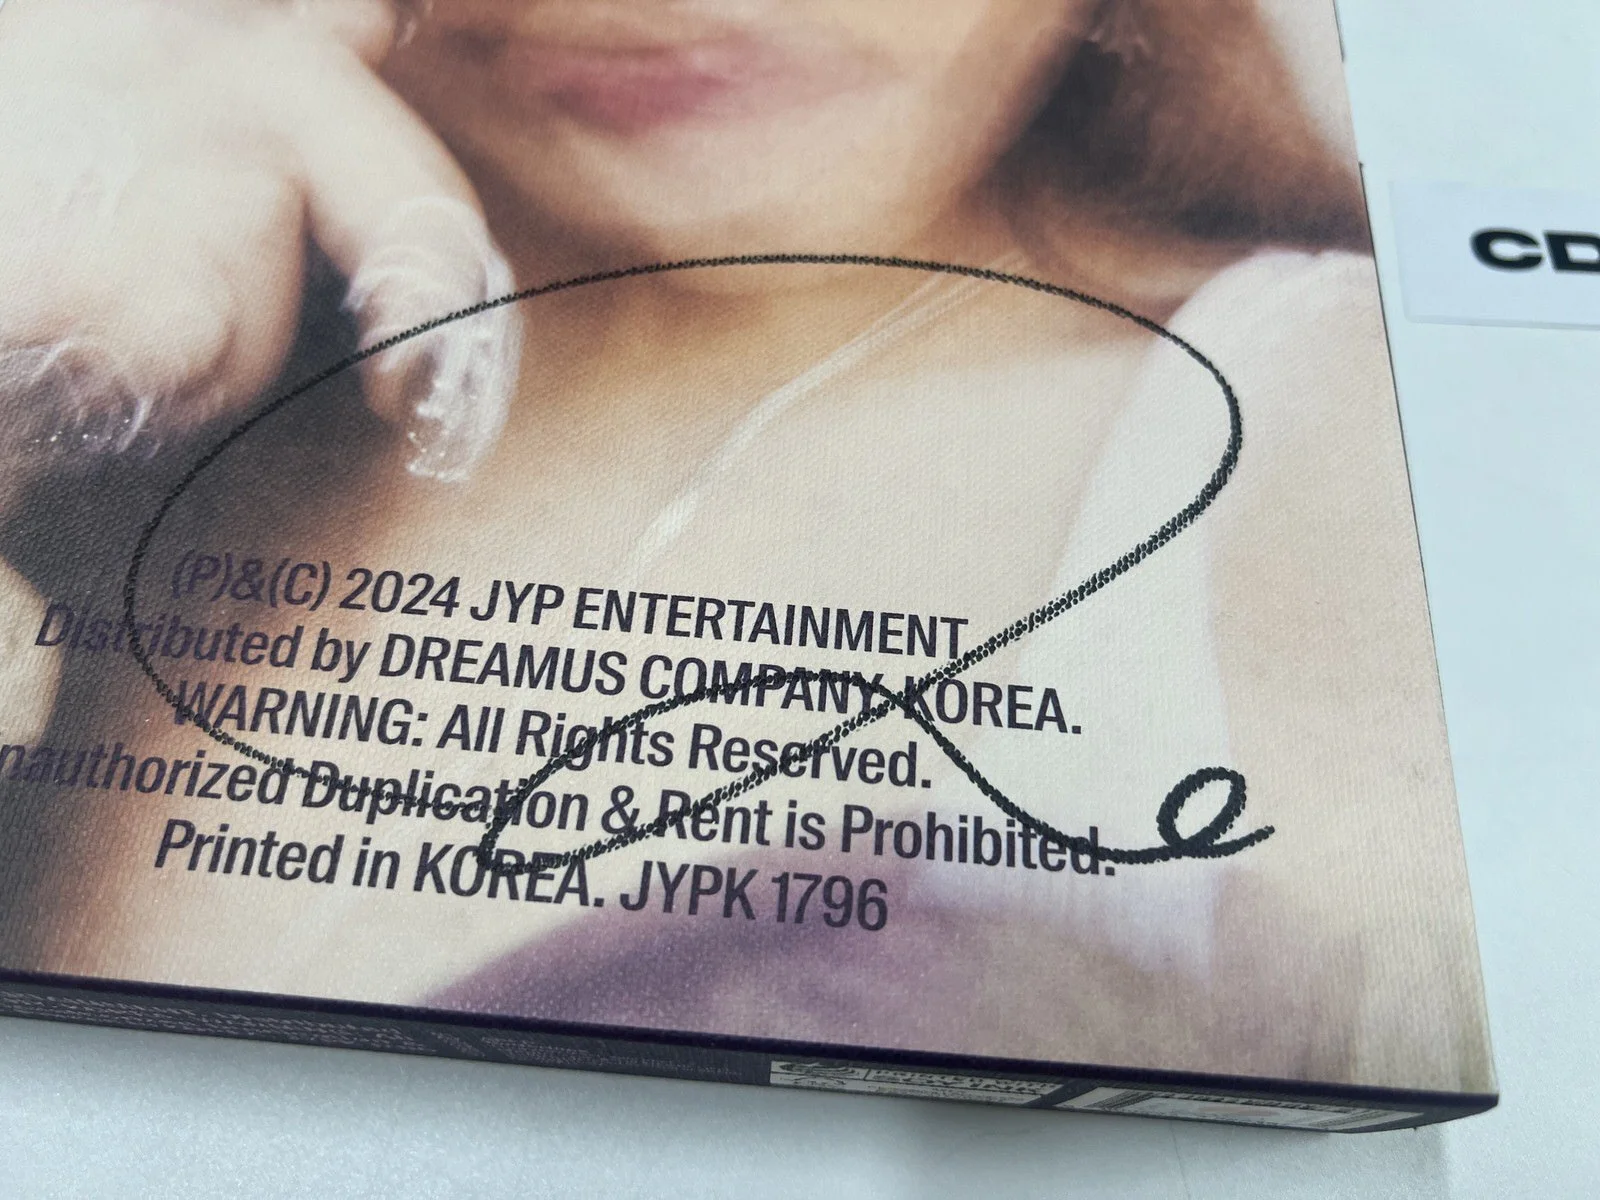 CD
(P)&(C) 2024 JYP ENTERTAINMENT,
Distributed by DREAMUS COMPANY, KOREA.
WARNING: All Rights Reserved.
nauthorized Duplication & Rent is Prohibited.
Printed in KOREA. JYPK 1796